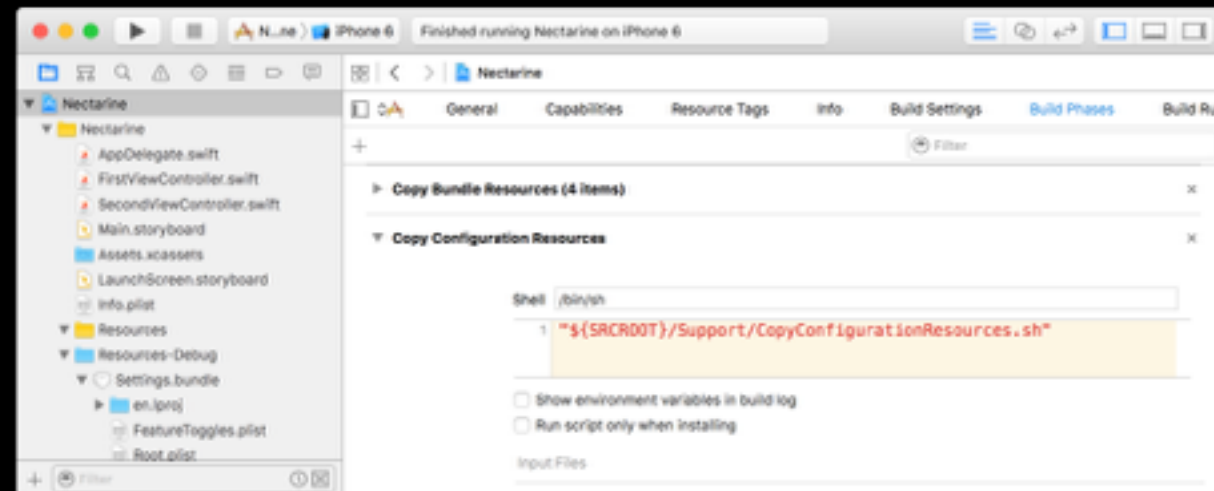 N...ne iPhone 6 Finished running Nectarine on iPhone 6
Nectarine
General Capabilities Resource Tags Info Build Settings Build Phases Build Ru
Filter
Nectarine
Nectarine
AppDelegate.swift
FirstViewController.swift
SecondViewController.swift
Main.storyboard
Assets.xcassets
LaunchScreen.storyboard
Info.plist
Resources
Resources-Debug
Settings.bundle
en.lproj
FeatureToggles.plist
Root.plist
Filter
Copy Bundle Resources (4 items)
Copy Configuration Resources
Shell /bin/sh
1 "${SRCROOT}/Support/CopyConfigurationResources.sh"
Show environment variables in build log
Run script only when installing
Input Files